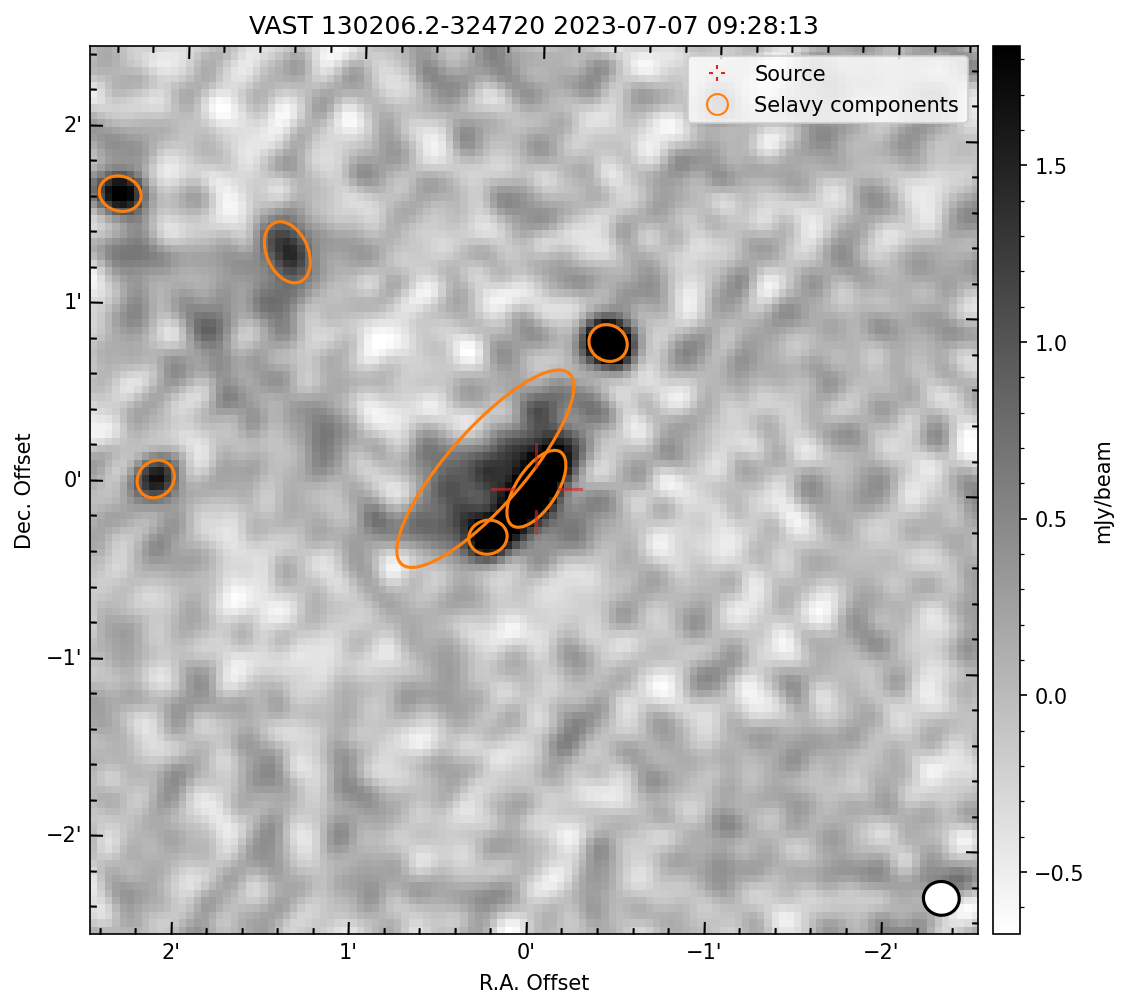 VAST 130206.2-324720 2023-07-07 09:28:13
Source
Selavy components
2'
1'
0'
−1'
−2'
Dec. Offset
2'
1'
0'
−1'
−2'
R.A. Offset
1.5
1.0
0.5
0.0
−0.5
mJy/beam